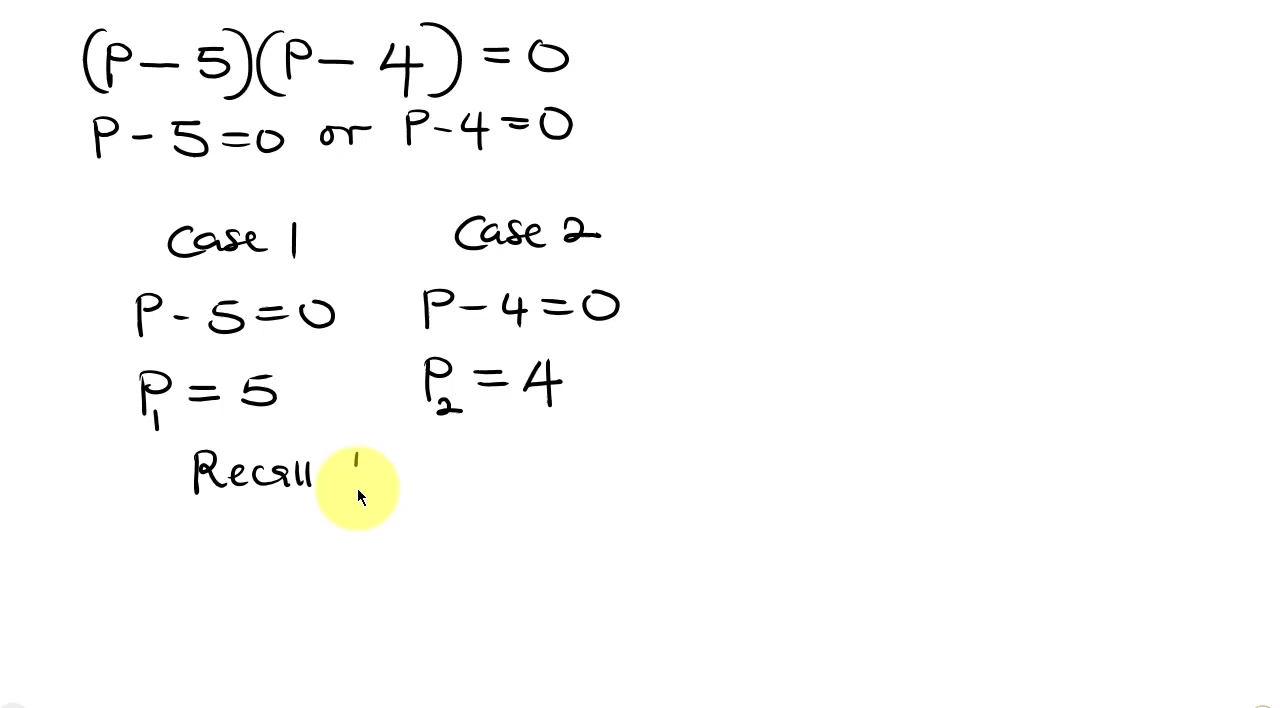 (P - 5)(P - 4) = 0
P - 5 = 0 or P - 4 = 0
Case 1 Case 2
P - 5 = 0 P - 4 = 0
P₁ = 5 P₂ = 4
Recall